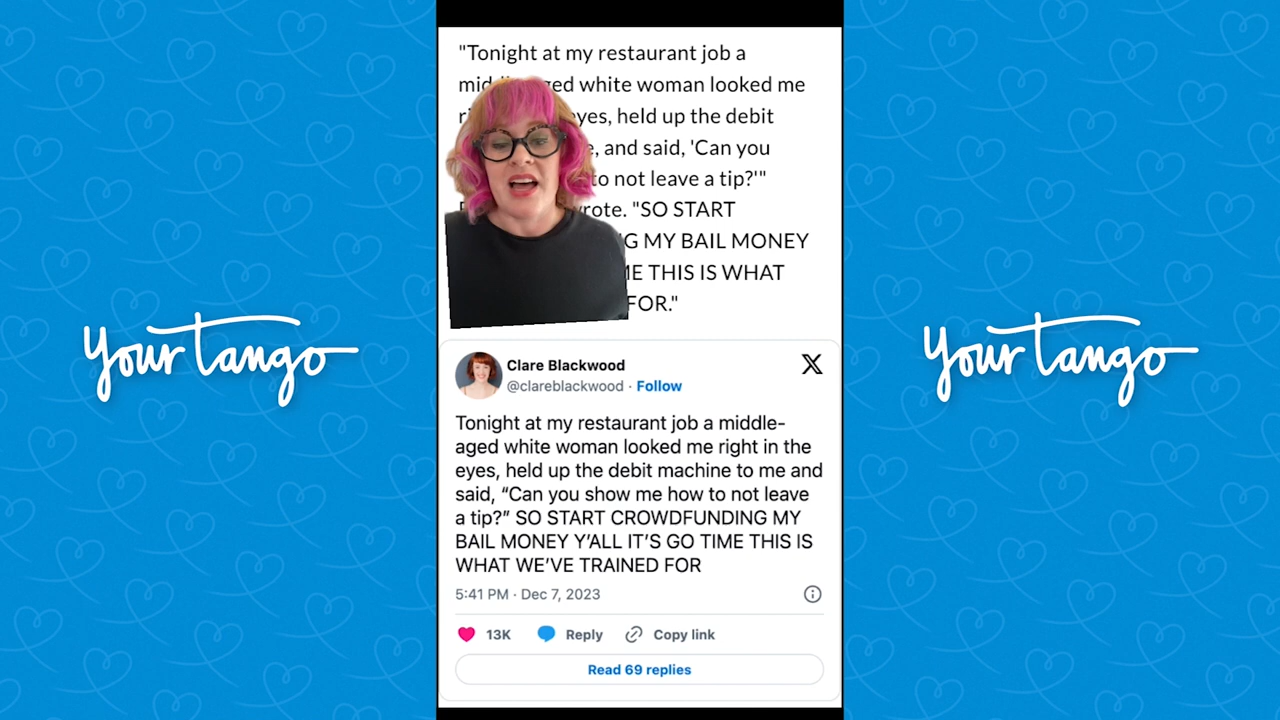 "Tonight at my restaurant job a
ed white woman looked me
eyes, held up the debit
, and said, 'Can you
to not leave a tip?'"
rote. "SO START
G MY BAIL MONEY
E THIS IS WHAT
FOR."
yourtango
yourtango
Clare Blackwood
@clareblackwood · Follow
Tonight at my restaurant job a middle-
aged white woman looked me right in the
eyes, held up the debit machine to me and
said, “Can you show me how to not leave
a tip?” SO START CROWDFUNDING MY
BAIL MONEY Y’ALL IT’S GO TIME THIS IS
WHAT WE’VE TRAINED FOR
5:41 PM · Dec 7, 2023
13K Reply Copy link
Read 69 replies